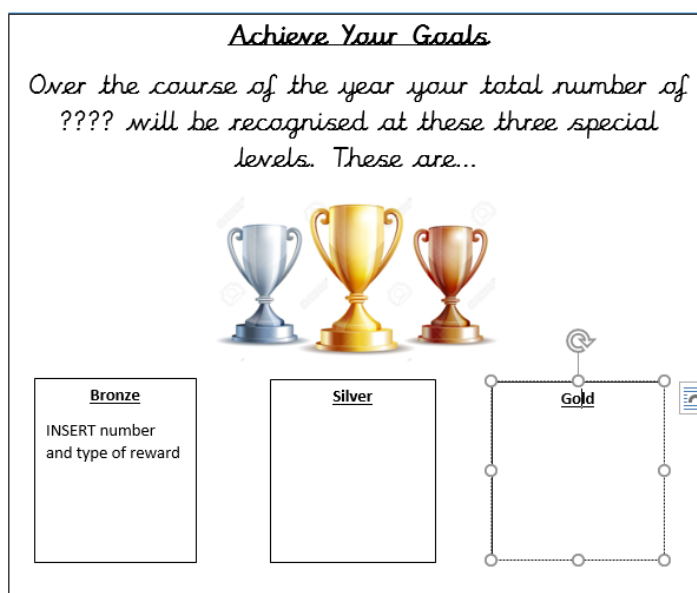 Achieve Your Goals
Over the course of the year your total number of
???? will be recognised at these three special
levels. These are...
Bronze
INSERT number
and type of reward
Silver
Gold